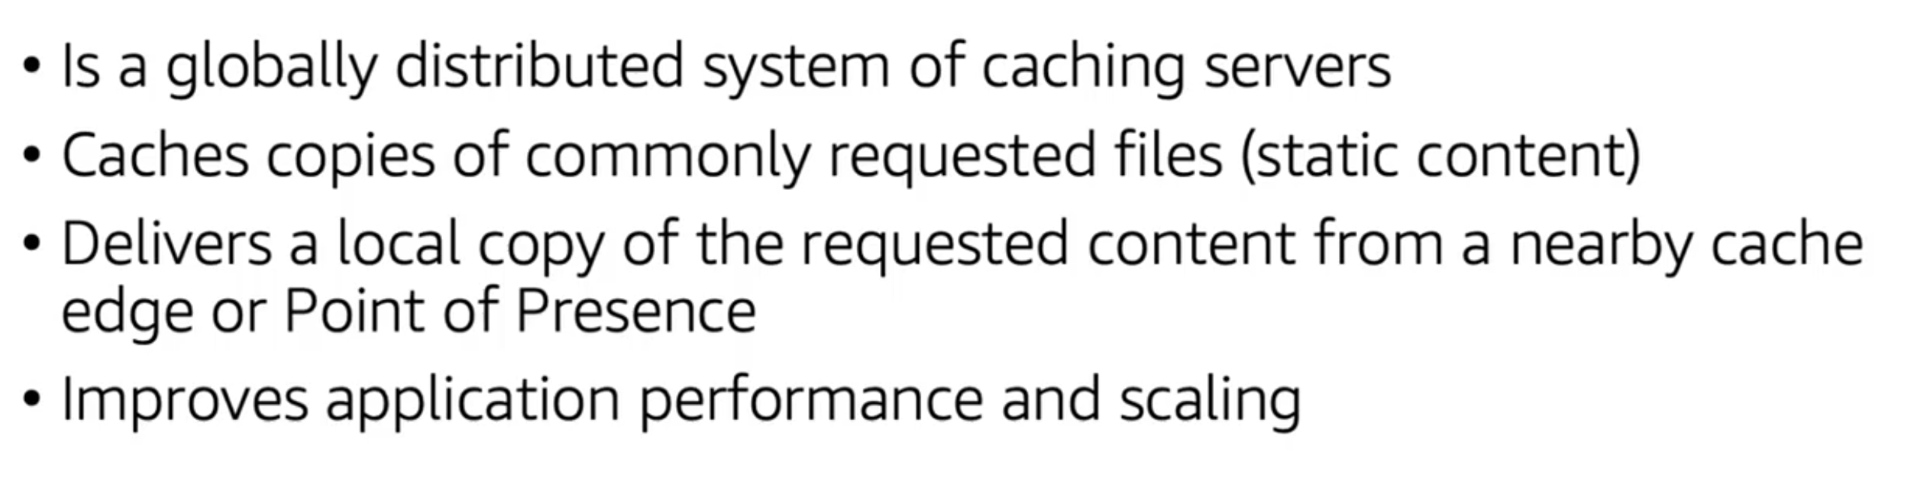 • Is a globally distributed system of caching servers
• Caches copies of commonly requested files (static content)
• Delivers a local copy of the requested content from a nearby cache
edge or Point of Presence
• Improves application performance and scaling